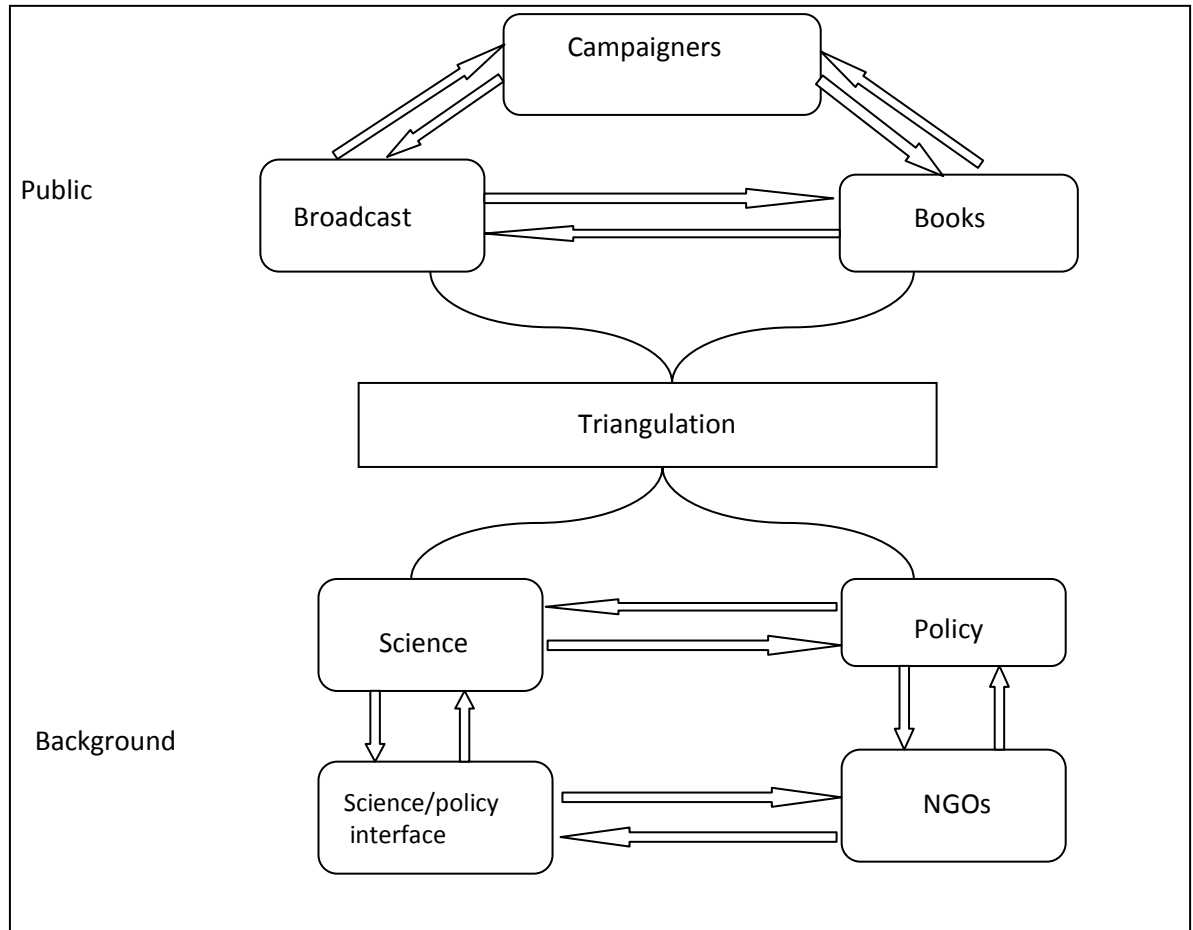 Campaigners
Public
Broadcast
Books
Triangulation
Science
Policy
Background
Science/policy
interface
NGOs